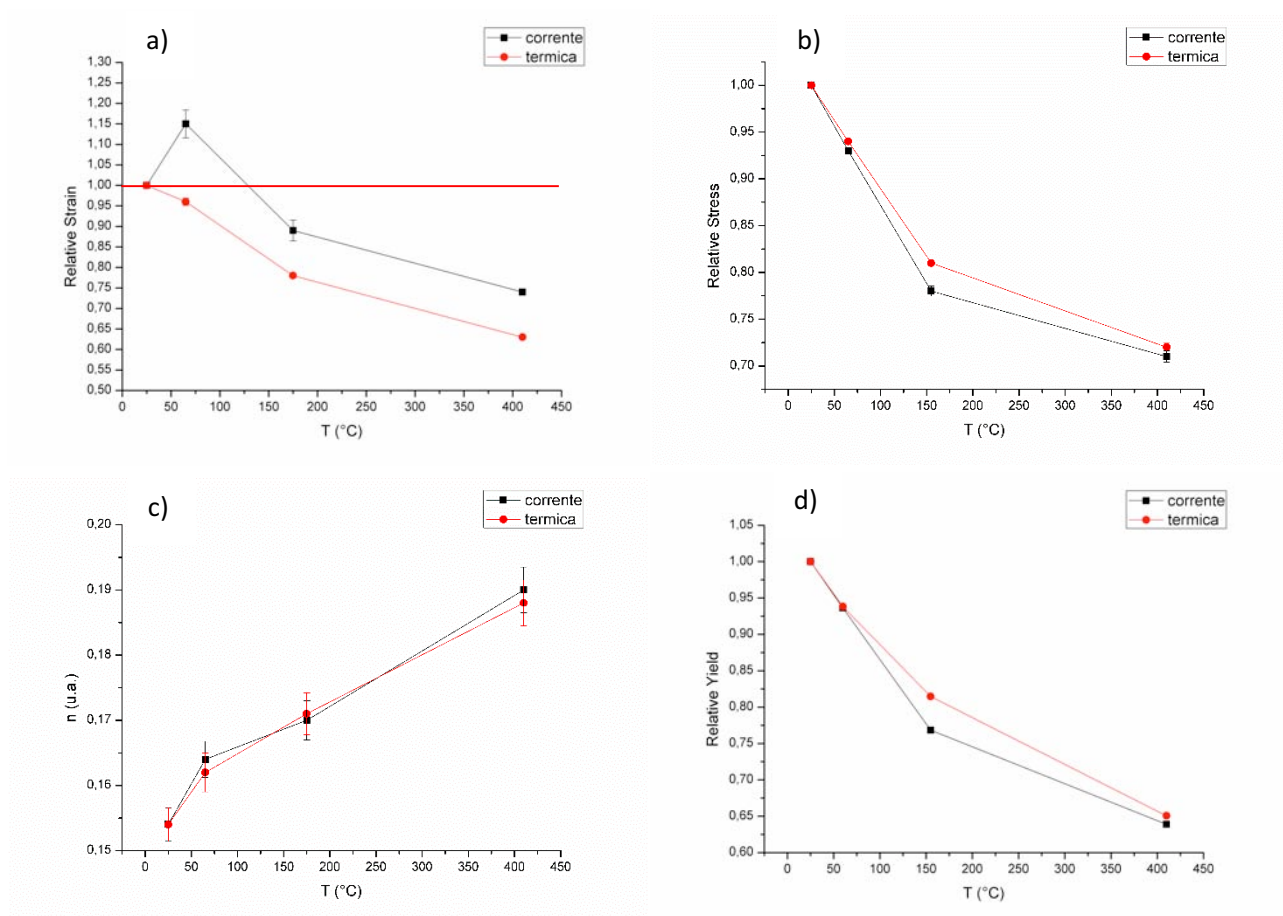 a)
corrente
termica
1,30
1,25
1,20
1,15
1,10
1,05
1,00
0,95
0,90
0,85
0,80
0,75
0,70
0,65
0,60
0,55
0,50
Relative Strain
0 50 100 150 200 250 300 350 400 450
T (°C)
b)
corrente
termica
1,00
0,95
0,90
0,85
0,80
0,75
0,70
Relative Stress
0 50 100 150 200 250 300 350 400 450
T (°C)
c)
corrente
termica
0,20
0,19
0,18
0,17
0,16
0,15
n (u.a.)
0 50 100 150 200 250 300 350 400 450
T (°C)
d)
corrente
termica
1,05
1,00
0,95
0,90
0,85
0,80
0,75
0,70
0,65
0,60
Relative Yield
0 50 100 150 200 250 300 350 400 450
T (°C)